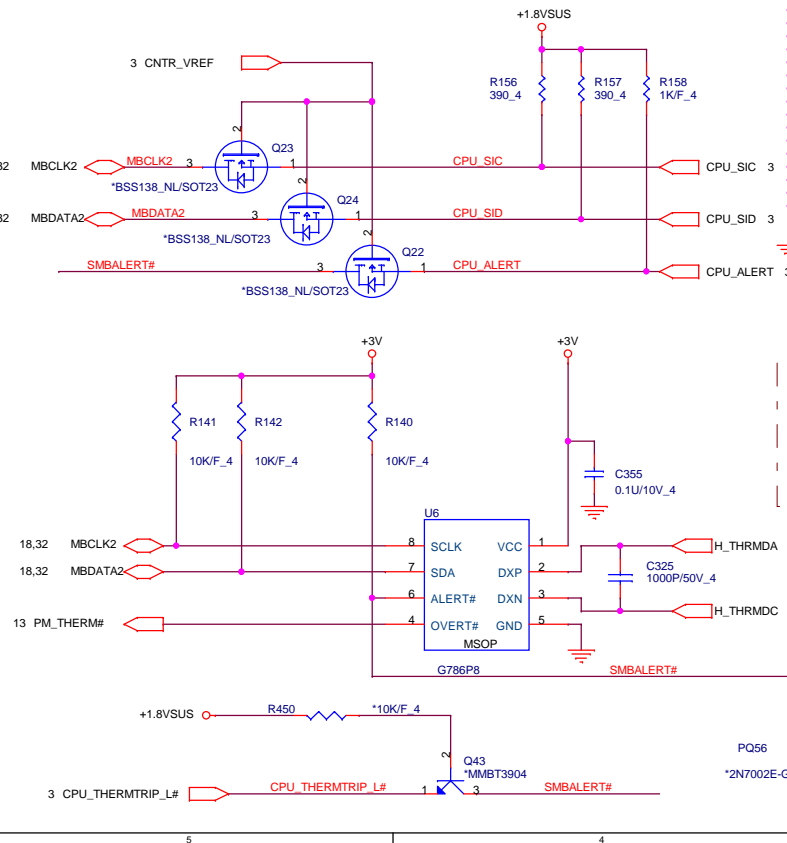 +1.8VSUS
3 CNTR_VREF
R156
390_4
R157
390_4
R158
1K/F_4
2
Q23
32 MBCLK2 MBCLK2 3 1 CPU_SIC CPU_SIC 3
*BSS138_NL/SOT23
2
Q24
32 MBDATA2 MBDATA2 3 1 CPU_SID CPU_SID 3
*BSS138_NL/SOT23
2
Q22
SMBALERT# 3 1 CPU_ALERT CPU_ALERT 3
*BSS138_NL/SOT23
+3V +3V
R141 R142 R140
10K/F_4 10K/F_4 10K/F_4
C355
0.1U/10V_4
U6
18,32 MBCLK2 8 SCLK VCC 1 H_THRMDA
18,32 MBDATA2 7 SDA DXP 2
C325
1000P/50V_4
6 ALERT# DXN 3 H_THRMDC
13 PM_THERM# 4 OVERT# GND 5
MSOP
G786P8 SMBALERT#
+1.8VSUS R450 *10K/F_4
2
Q43
*MMBT3904
3 CPU_THERMTRIP_L# CPU_THERMTRIP_L# 1 3 SMBALERT#
PQ56
*2N7002E-G
5 4